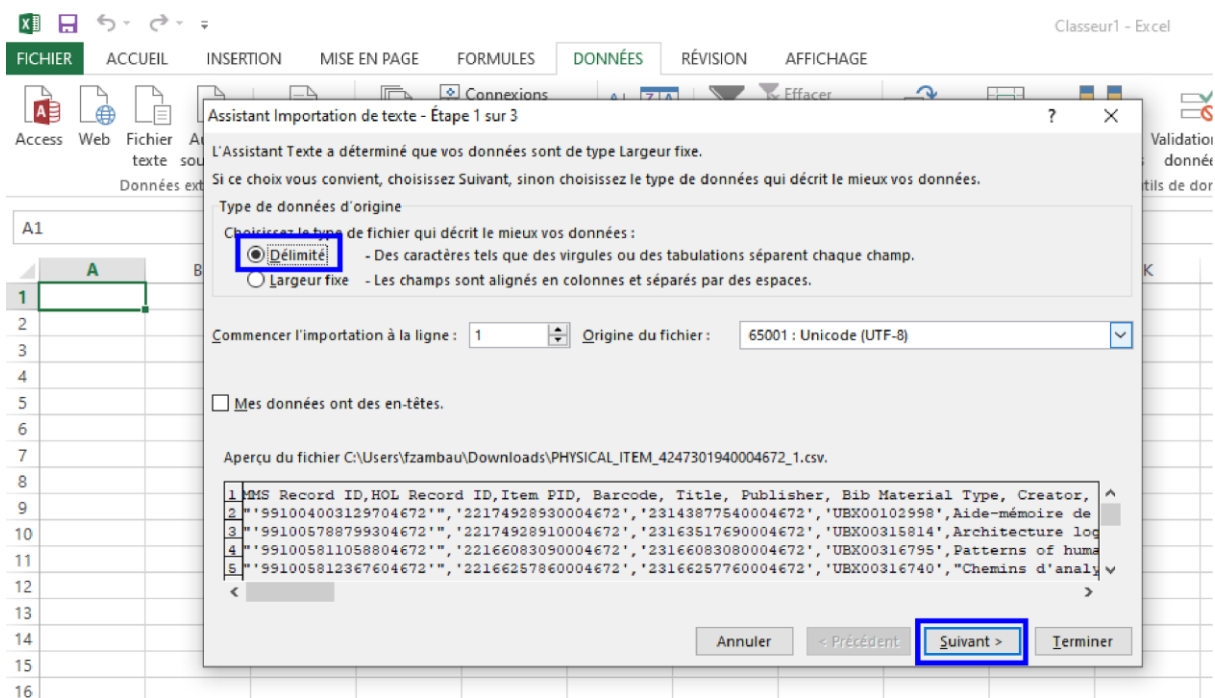 Classeur1 - Excel
FICHIER ACCUEIL INSERTION MISE EN PAGE FORMULES DONNÉES RÉVISION AFFICHAGE
Connexions
Effacer
Access Web Fichier
texte
Données
Assistant Importation de texte - Étape 1 sur 3 ? ×
L'Assistant Texte a déterminé que vos données sont de type Largeur fixe.
Si ce choix vous convient, choisissez Suivant, sinon choisissez le type de données qui décrit le mieux vos données.
Type de données d'origine
Choisissez le type de fichier qui décrit le mieux vos données :
Délimité - Des caractères tels que des virgules ou des tabulations séparent chaque champ.
Largeur fixe - Les champs sont alignés en colonnes et séparés par des espaces.
Commencer l'importation à la ligne : 1 Origine du fichier : 65001 : Unicode (UTF-8)
Mes données ont des en-têtes.
Aperçu du fichier C:\Users\fzambau\Downloads\PHYSICAL_ITEM_4247301940004672_1.csv.
1 MMS Record ID,HOL Record ID,Item PID, Barcode, Title, Publisher, Bib Material Type, Creator,
2 "'991004003129704672'",'22174928930004672','23143877540004672','UBX00102998',Aide-mémoire de
3 "'991005788799304672'",'22174928910004672','23163517690004672','UBX00315814',Architecture log
4 "'991005811058804672'",'22166083090004672','23166083080004672','UBX00316795',Patterns of huma
5 "'991005812367604672'",'22166257860004672','23166257760004672','UBX00316740',"Chemins d'analy
Annuler < Précédent Suivant > Terminer
A1
A B K
1
2
3
4
5
6
7
8
9
10
11
12
13
14
15
16